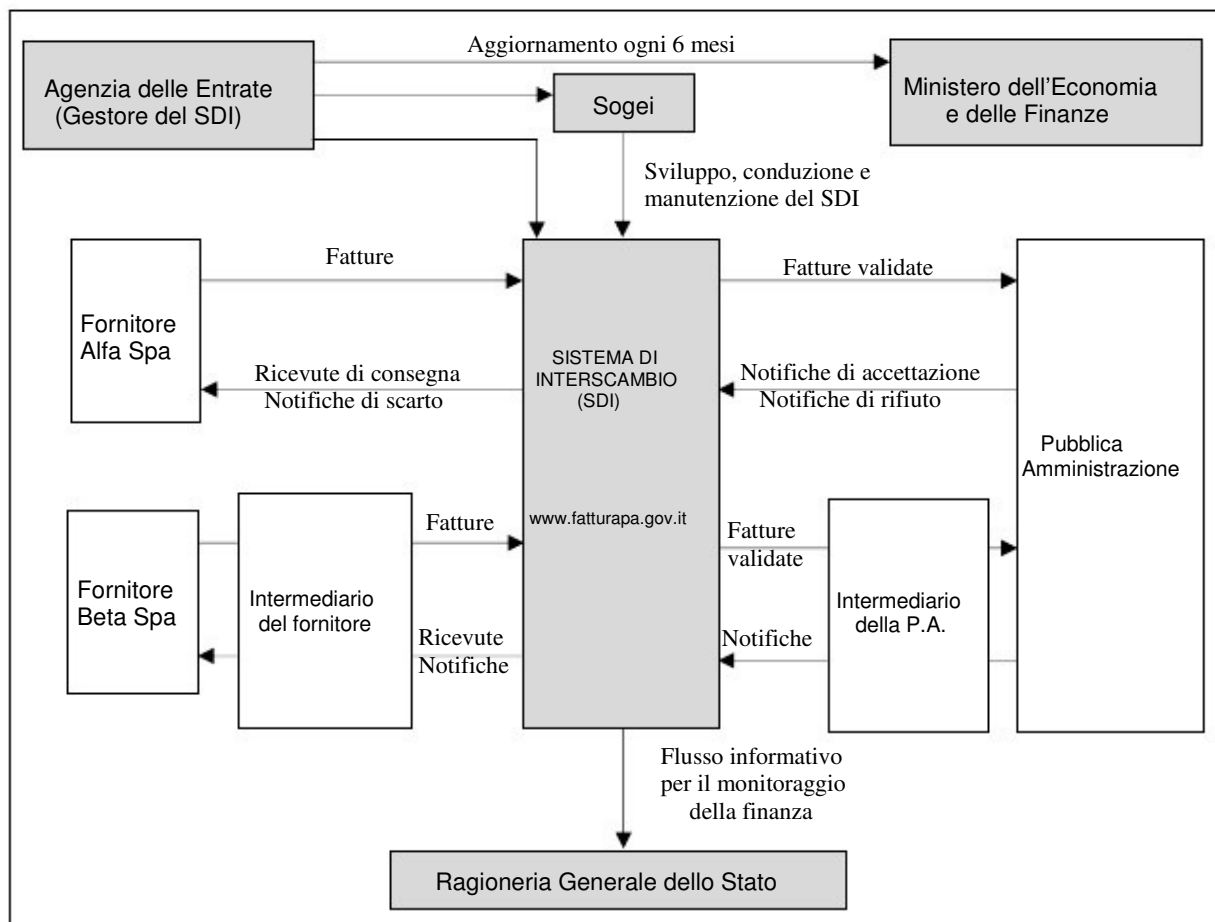 Aggiornamento ogni 6 mesi
Agenzia delle Entrate
(Gestore del SDI)
Sogei
Ministero dell'Economia
e delle Finanze
Sviluppo, conduzione e
manutenzione del SDI
Fatture
Fatture validate
Fornitore
Alfa Spa
SISTEMA DI
INTERSCAMBIO
(SDI)
Ricevute di consegna
Notifiche di scarto
Notifiche di accettazione
Notifiche di rifiuto
Pubblica
Amministrazione
www.fatturapa.gov.it
Fatture
Fatture
validate
Fornitore
Beta Spa
Intermediario
del fornitore
Intermediario
della P.A.
Ricevute
Notifiche
Notifiche
Flusso informativo
per il monitoraggio
della finanza
Ragioneria Generale dello Stato